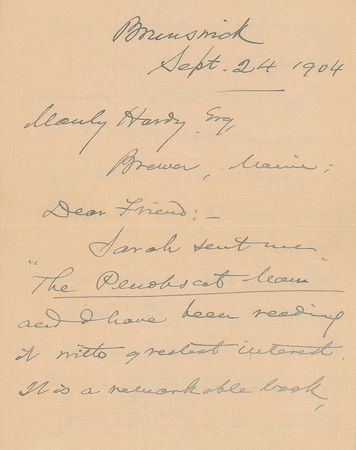 Brunswick
Sept. 24 1904
Manly Hardy Esq,
Brewer, Maine;
Dear Friend:—
Sarah sent me
"The Penobscot Man"
and I have been reading
it with greatest interest.
It is a remarkable book,